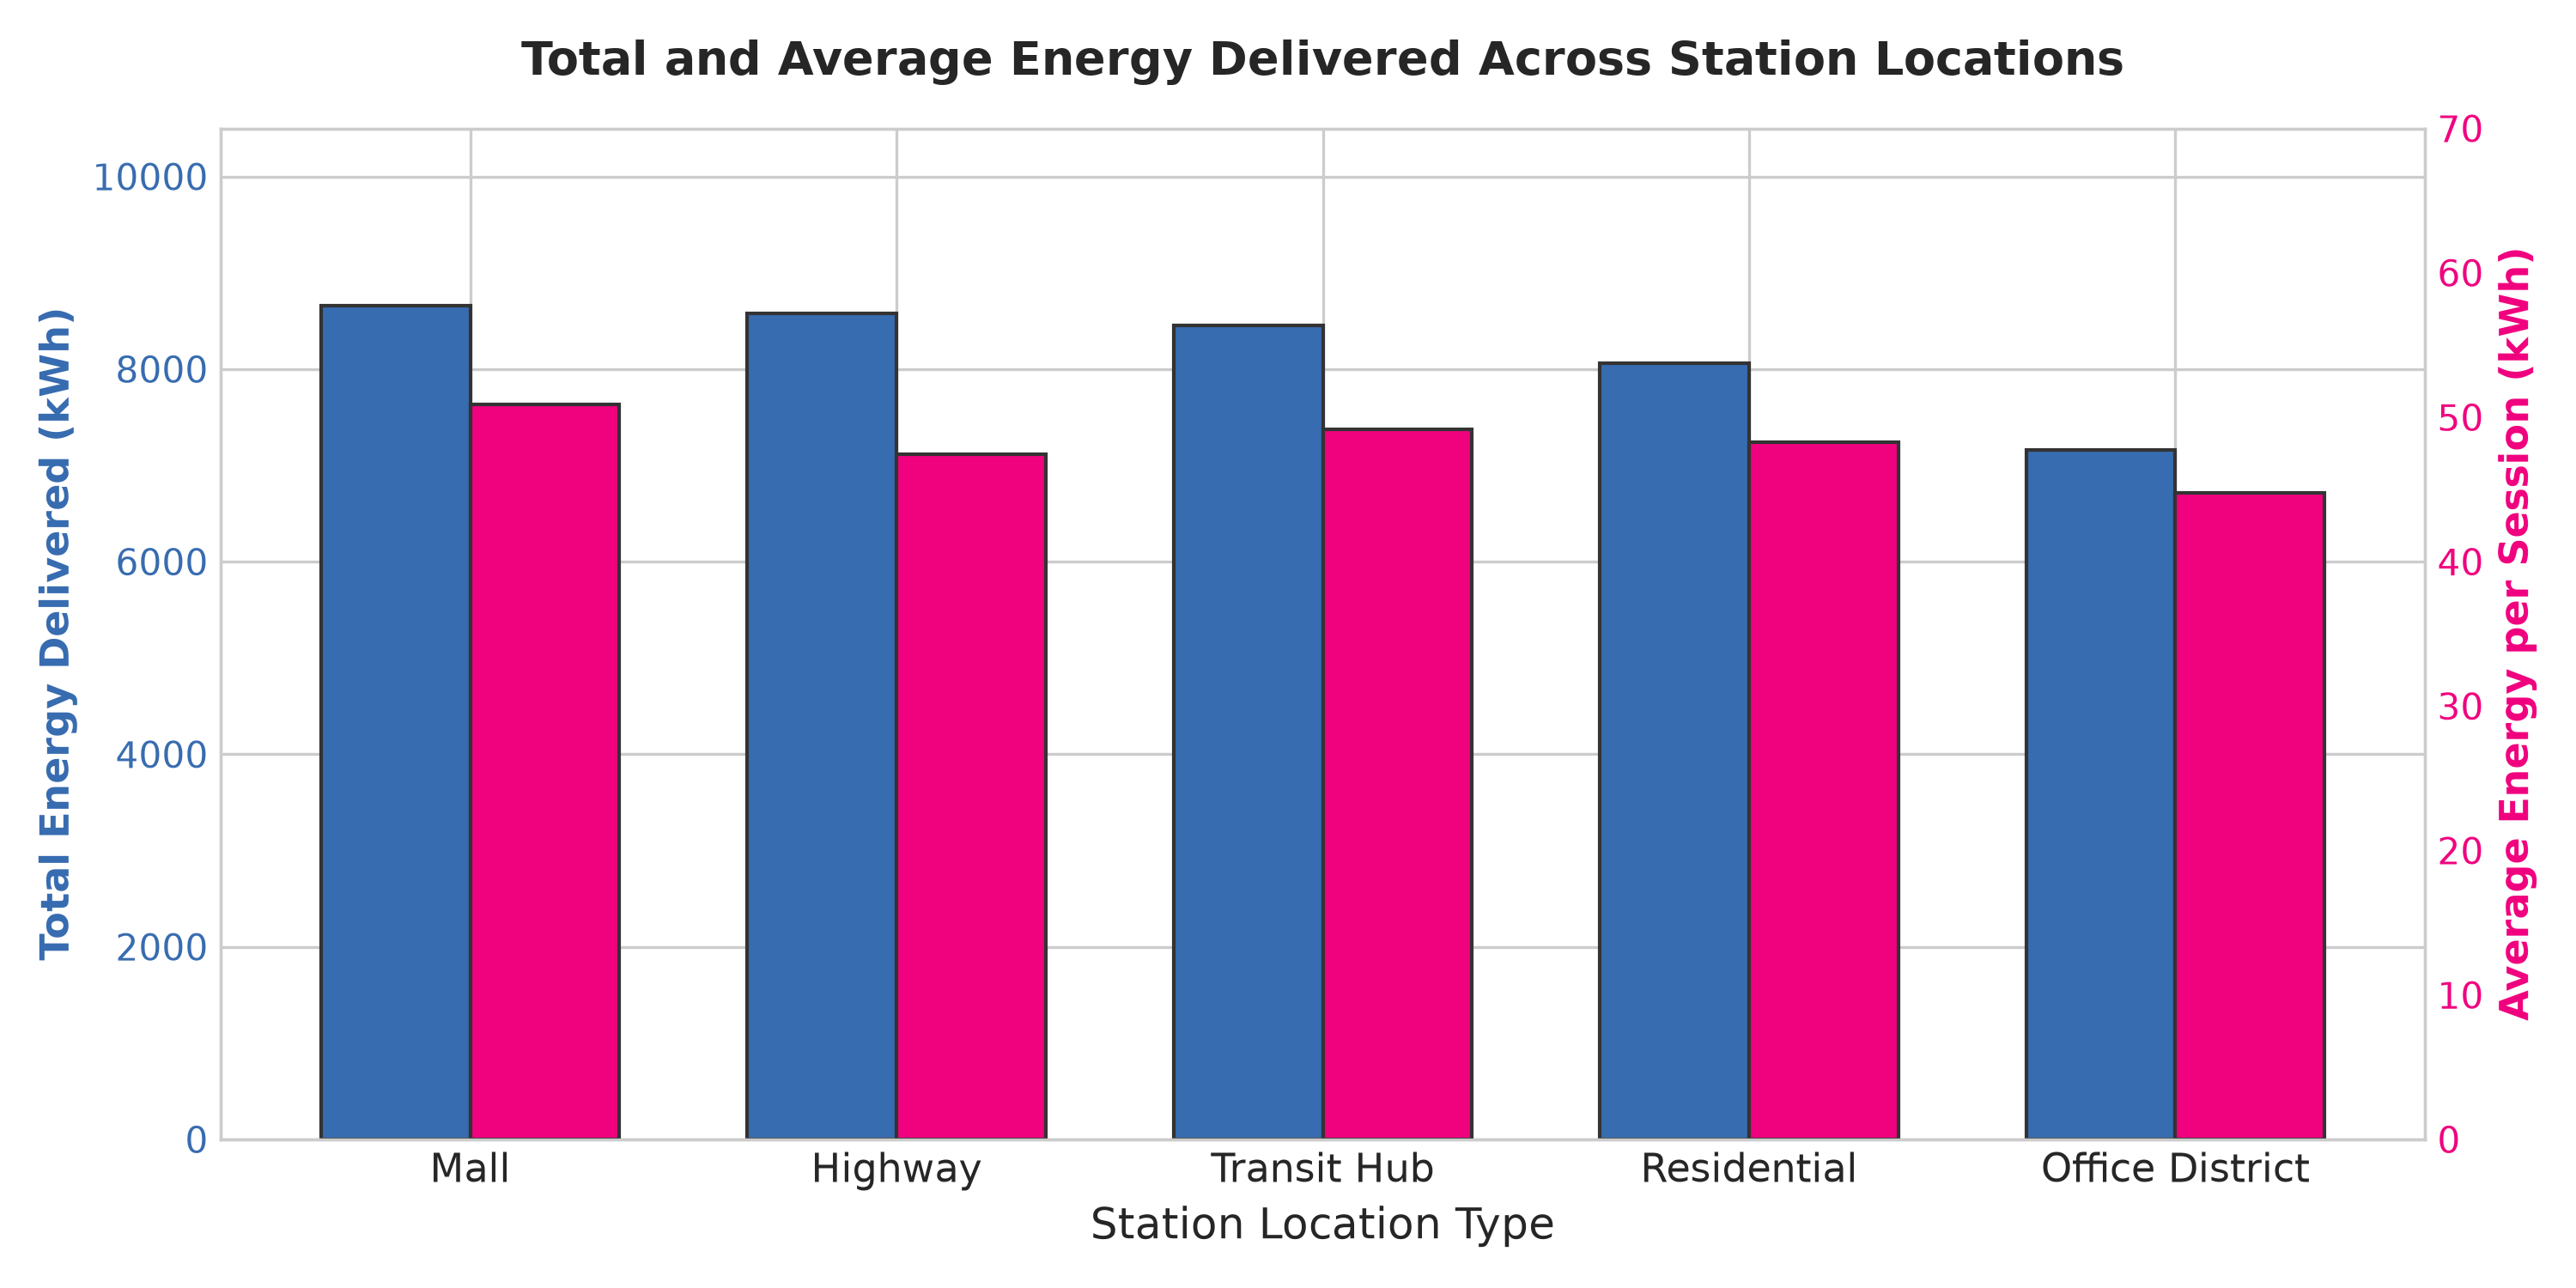 Total and Average Energy Delivered Across Station Locations
Total Energy Delivered (kWh)
10000
8000
6000
4000
2000
0
70
60
50
40
30
20
10
0
Average Energy per Session (kWh)
Mall
Highway
Transit Hub
Residential
Office District
Station Location Type